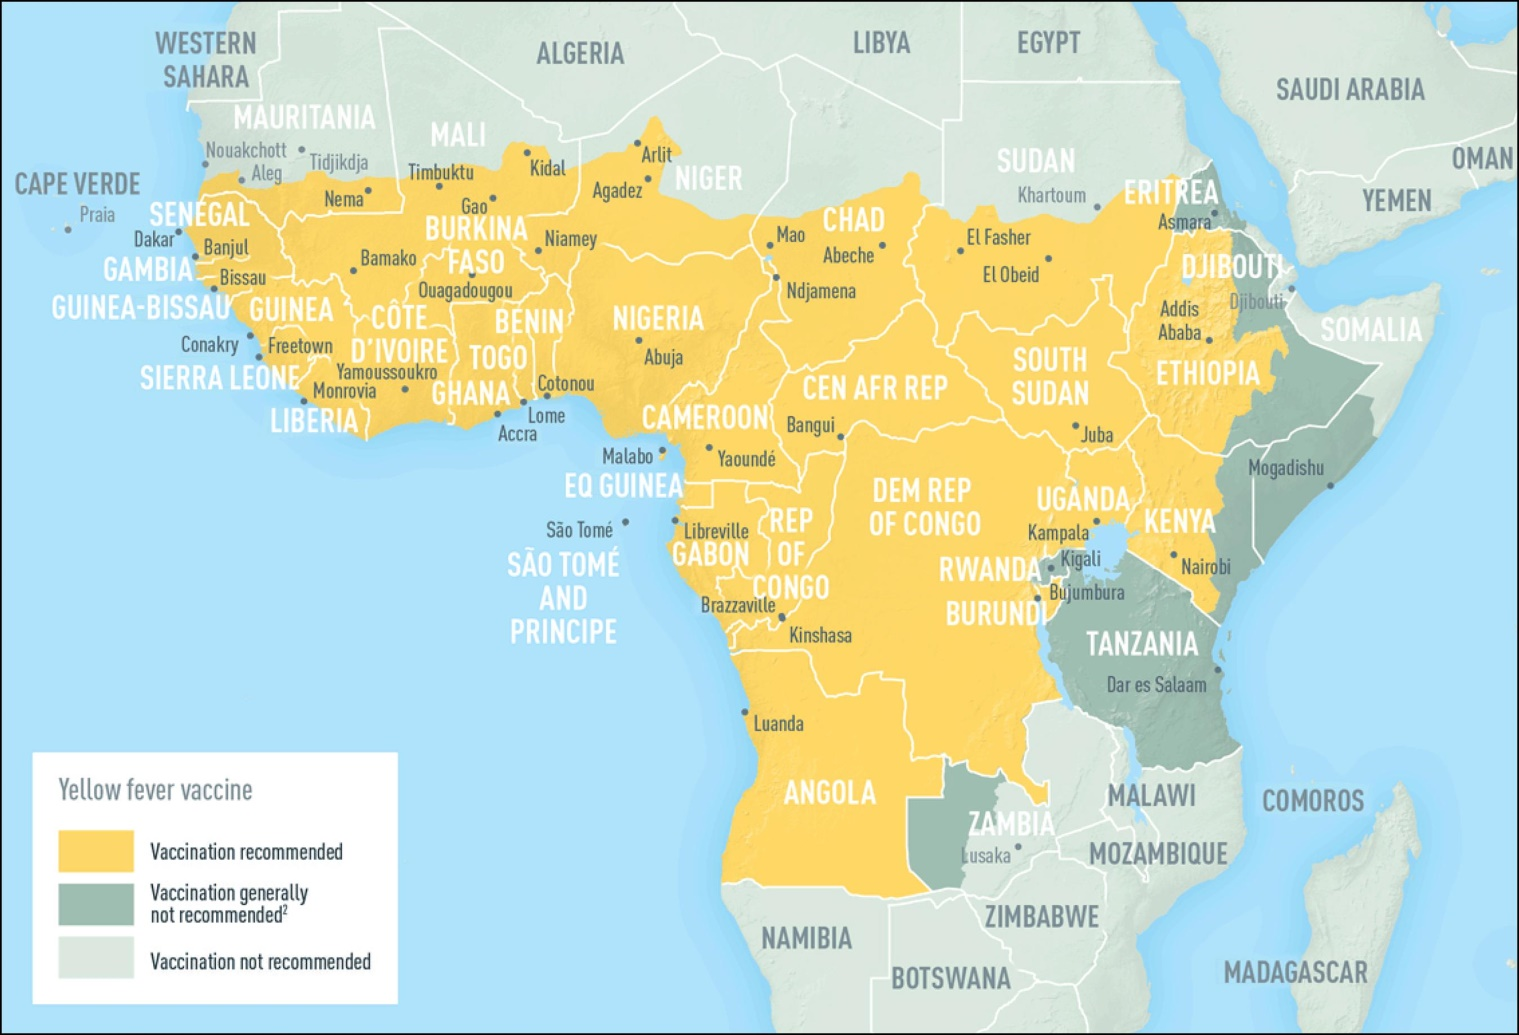 WESTERN
SAHARA
ALGERIA
LIBYA
EGYPT
SAUDI ARABIA
MAURITANIA
MALI
Nouakchott
Tidjikdja
Aleg
Timbuktu
Kidal
Arlit
NIGER
SUDAN
OMAN
CAPE VERDE
Praia
Nema
Gao
Agadez
Khartoum
ERITREA
YEMEN
SENEGAL
Dakar
Banjul
BURKINA
FASO
Niamey
CHAD
Mao
Abeche
El Fasher
El Obeid
Asmara
GAMBIA
Bissau
Bamako
Ouagadougou
Ndjamena
DJIBOUTI
Djibouti
GUINEA-BISSAU
GUINEA
CÔTE
D'IVOIRE
BENIN
NIGERIA
Addis
Ababa
SOMALIA
Conakry
Freetown
TOGO
Abuja
SOUTH
SUDAN
ETHIOPIA
SIERRA LEONE
Yamoussoukro
Monrovia
GHANA
Cotonou
CEN AFR REP
LIBERIA
Lome
Accra
CAMEROON
Bangui
Juba
Malabo
Yaoundé
Mogadishu
EQ GUINEA
DEM REP
OF CONGO
UGANDA
KENYA
São Tomé
Libreville
GABON
REP
OF
CONGO
Kampala
Kigali
Nairobi
SÃO TOMÉ
AND
PRINCIPE
RWANDA
Bujumbura
BURUNDI
Brazzaville
Kinshasa
TANZANIA
Dar es Salaam
Luanda
ANGOLA
MALAWI
COMOROS
ZAMBIA
Lusaka
MOZAMBIQUE
ZIMBABWE
NAMIBIA
BOTSWANA
MADAGASCAR
Yellow fever vaccine
Vaccination recommended
Vaccination generally
not recommended²
Vaccination not recommended